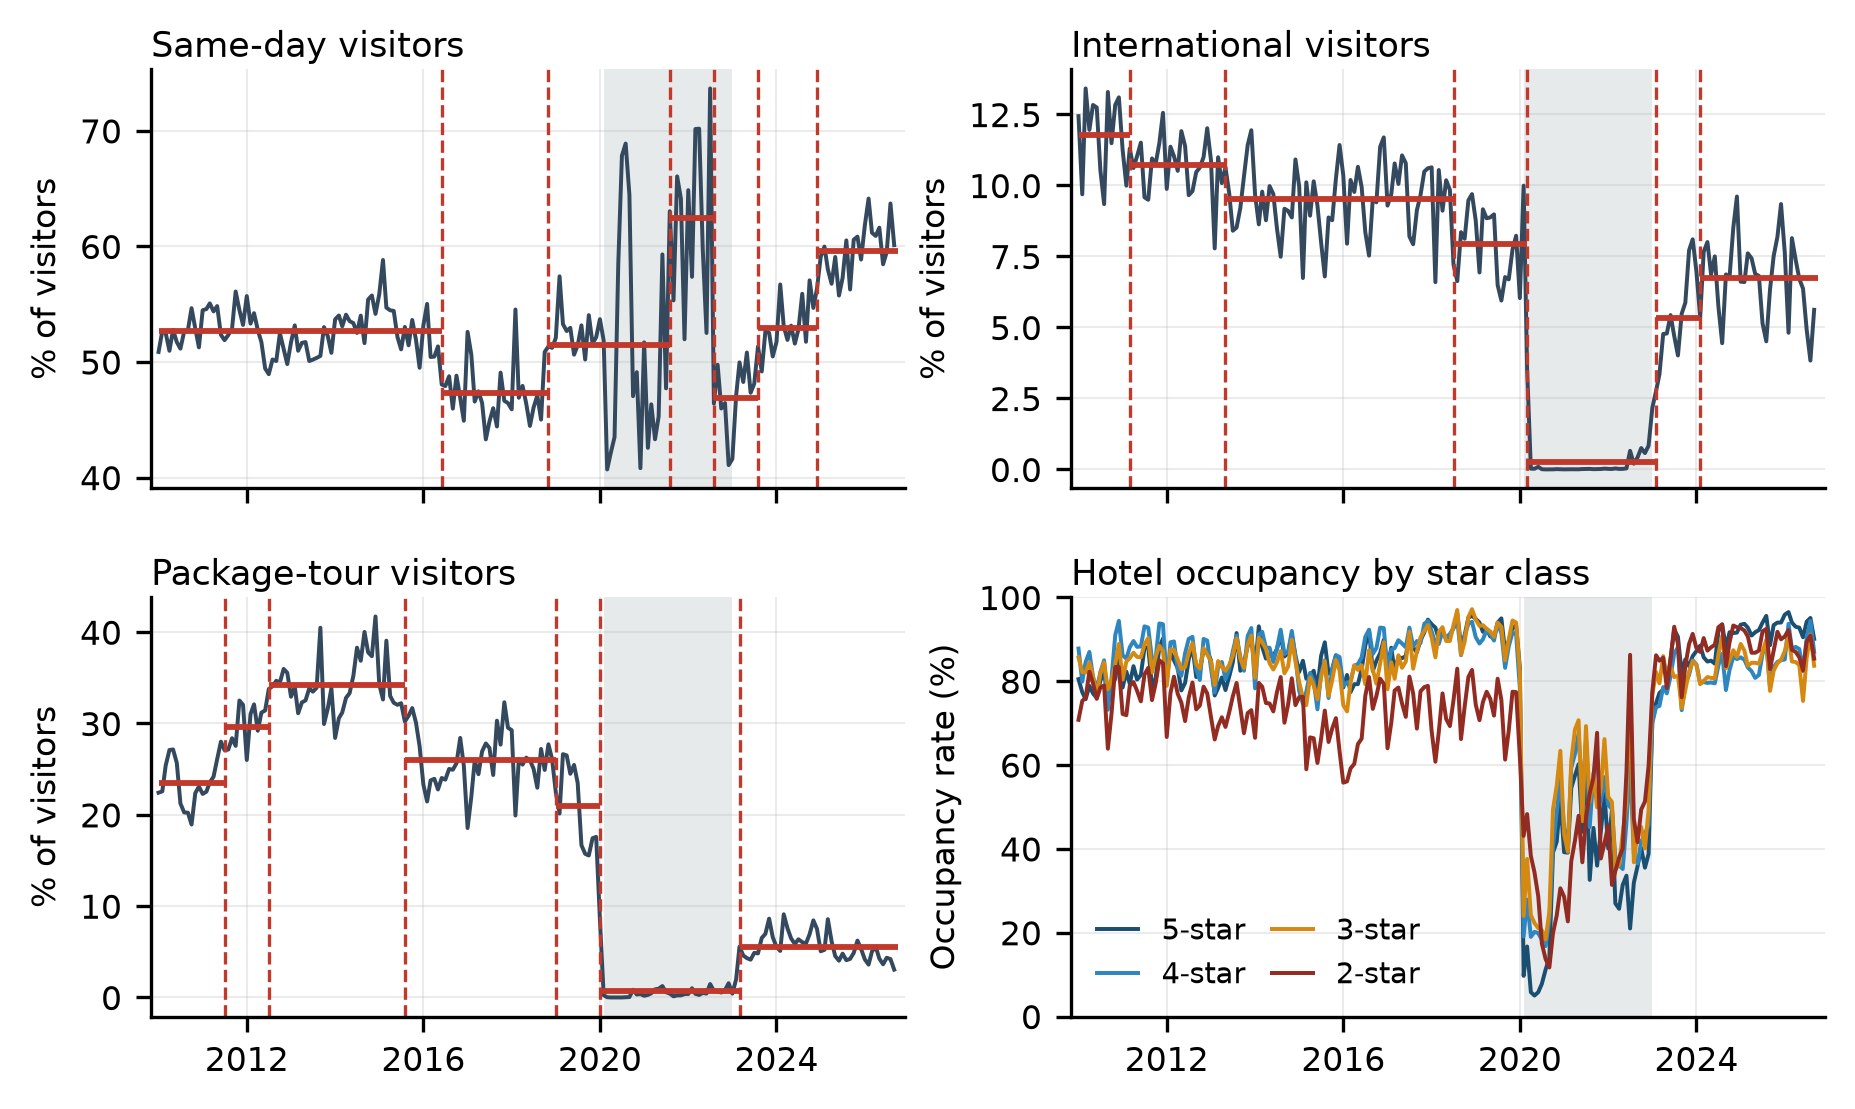 Same-day visitors
% of visitors
70
60
50
40
International visitors
% of visitors
12.5
10.0
7.5
5.0
2.5
0.0
Package-tour visitors
% of visitors
40
30
20
10
0
2012 2016 2020 2024
Hotel occupancy by star class
Occupancy rate (%)
100
80
60
40
20
0
5-star 3-star
4-star 2-star
2012 2016 2020 2024